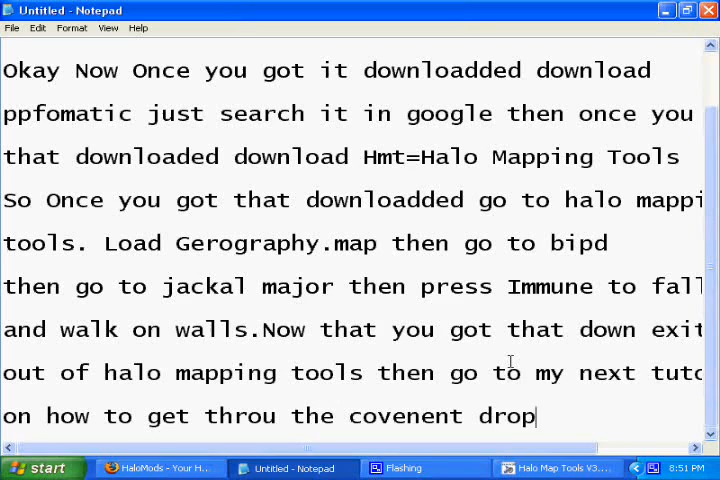 Untitled - Notepad
File Edit Format View Help
Okay Now Once you got it downloadded download
ppfomatic just search it in google then once you
that downloaded download Hmt=Halo Mapping Tools
So Once you got that downloadded go to halo mappi
tools. Load Gerography.map then go to bipd
then go to jackal major then press Immune to fall
and walk on walls.Now that you got that down exit
out of halo mapping tools then go to my next tuto
on how to get throu the covenent drop
start HaloMods - Your H... Untitled - Notepad Flashing Halo Map Tools V3.... 8:51 PM